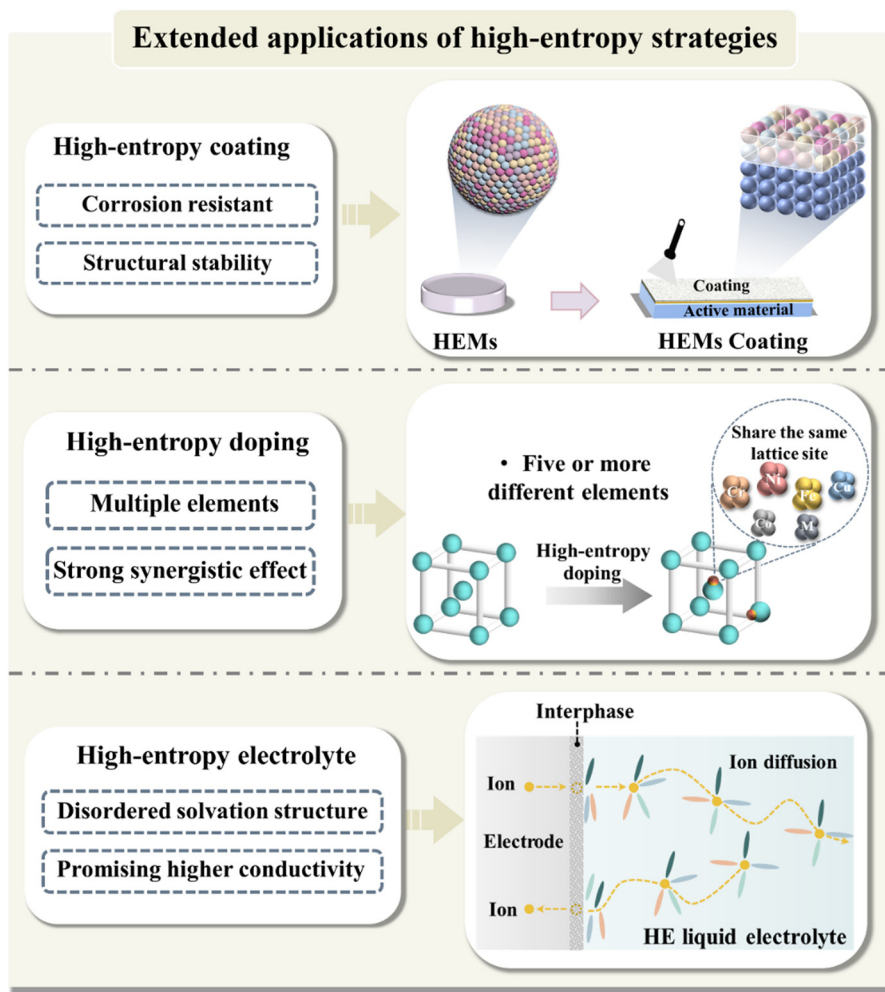 Extended applications of high-entropy strategies
High-entropy coating
Corrosion resistant
Structural stability
HEMs
Coating
Active material
HEMs Coating
High-entropy doping
Multiple elements
Strong synergistic effect
• Five or more
different elements
High-entropy
doping
Share the same
lattice site
Cr
Ni
Fe
Cu
Co
M
High-entropy electrolyte
Disordered solvation structure
Promising higher conductivity
Interphase
Ion
Electrode
Ion
Ion diffusion
HE liquid electrolyte